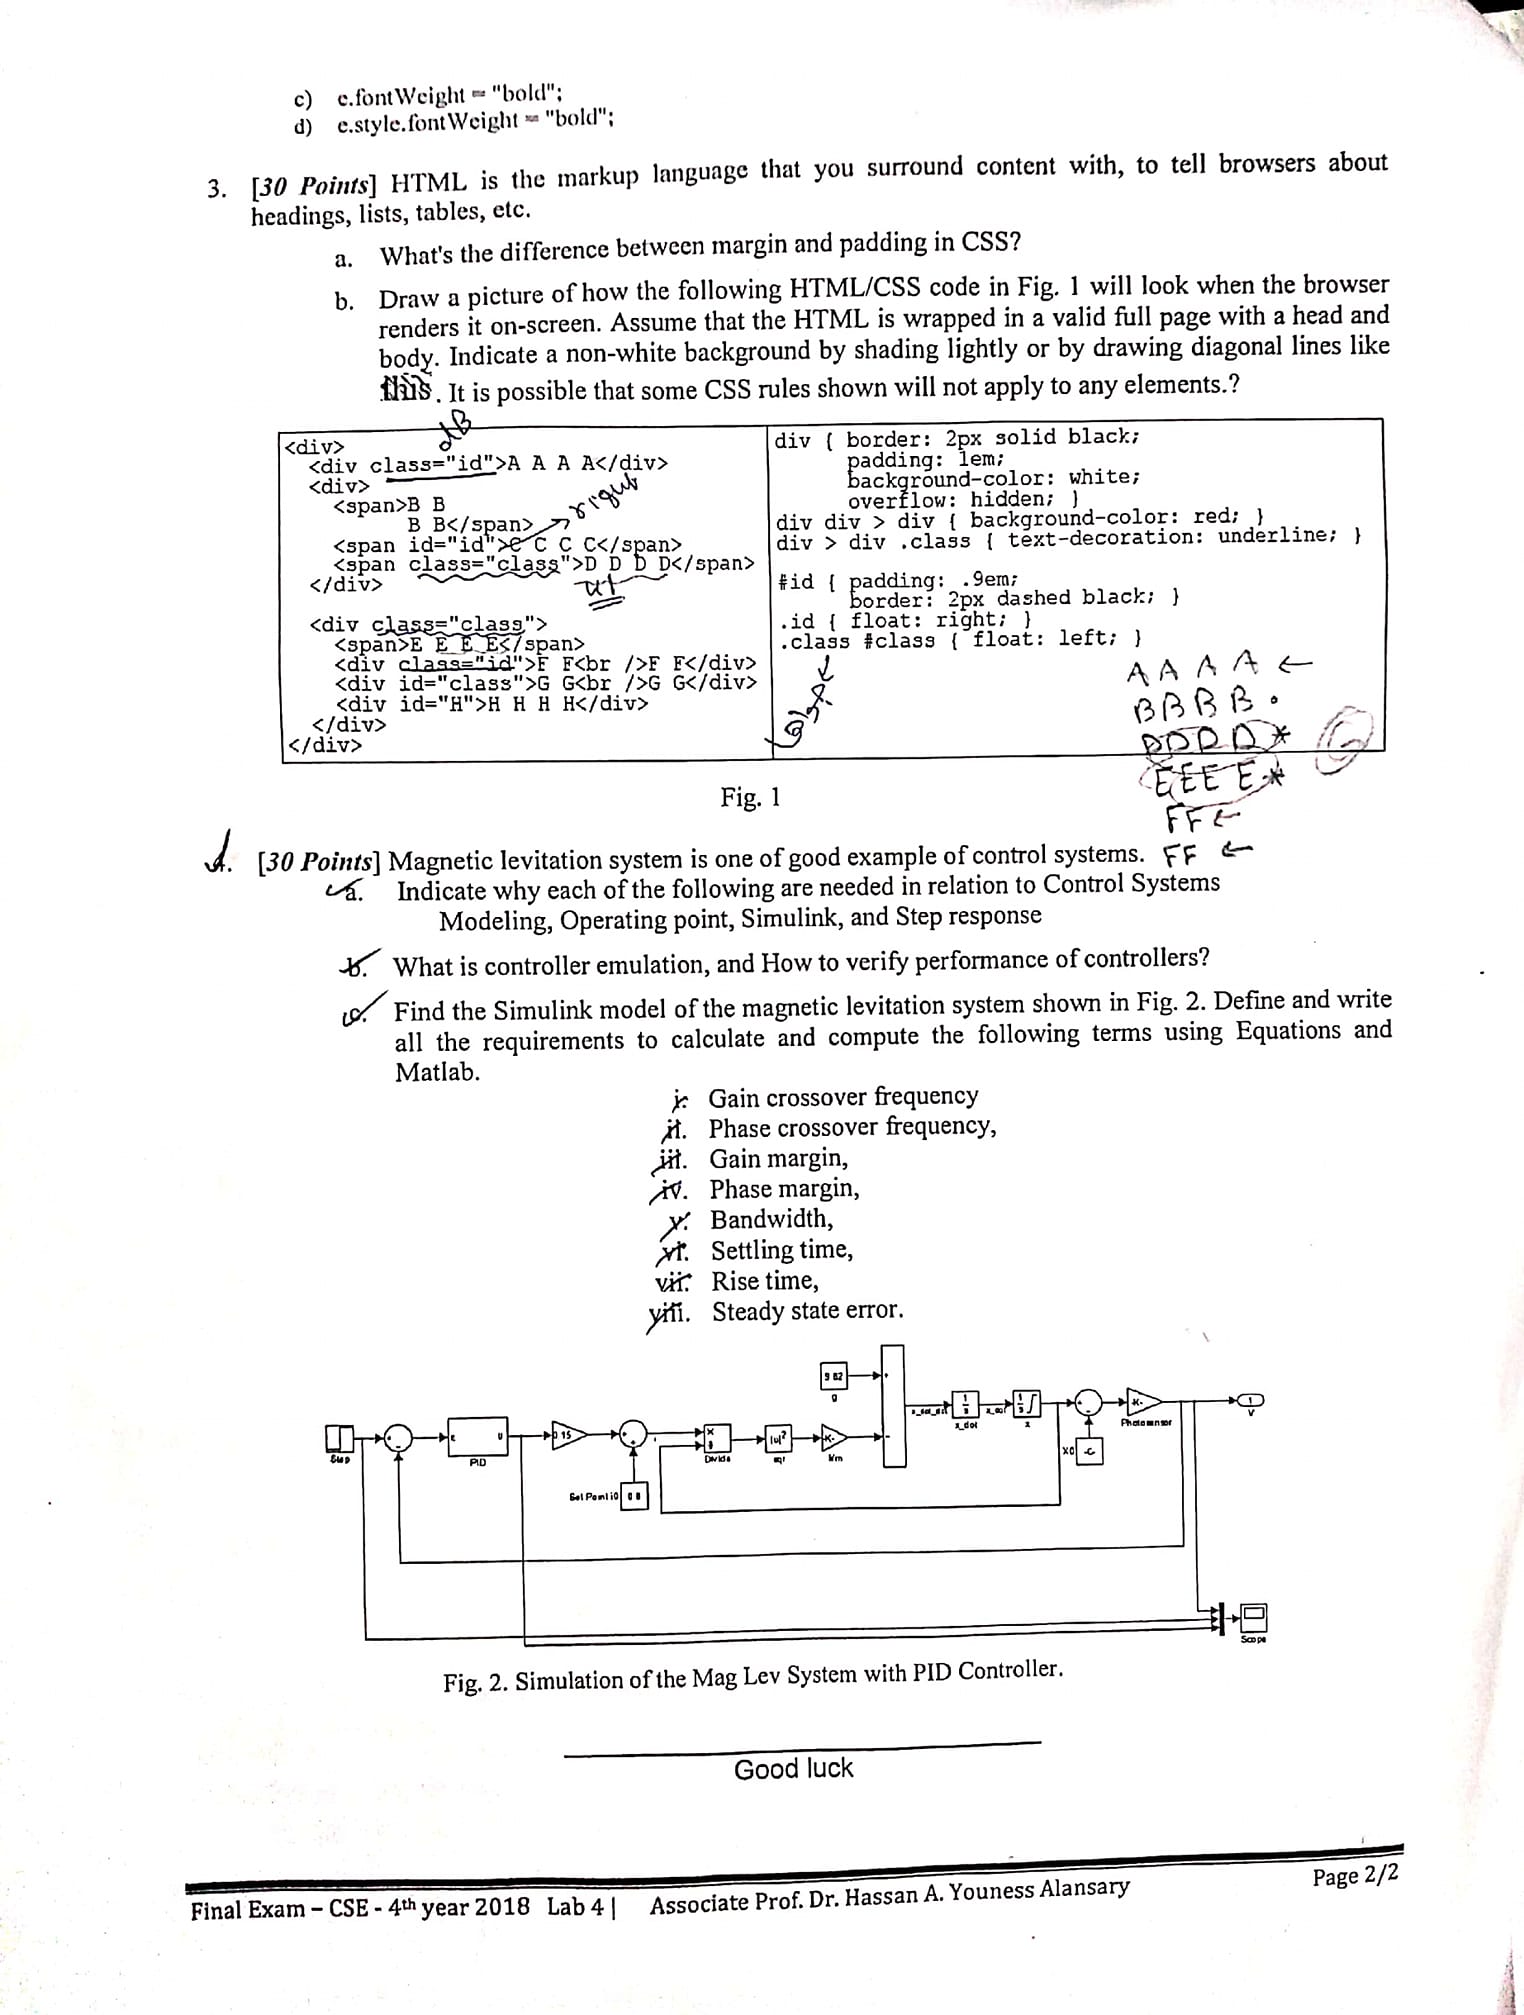 c) e.fontWeight = "bold";
d) e.style.fontWeight = "bold";
3. [30 Points] HTML is the markup language that you surround content with, to tell browsers about
headings, lists, tables, etc.
a. What's the difference between margin and padding in CSS?
b. Draw a picture of how the following HTML/CSS code in Fig. 1 will look when the browser
renders it on-screen. Assume that the HTML is wrapped in a valid full page with a head and
body. Indicate a non-white background by shading lightly or by drawing diagonal lines like
this. It is possible that some CSS rules shown will not apply to any elements.?
<div>
<div class="id">A A A A</div>
<div>
<span>B B
B B</span>
right
<span id="id">C C C C</span>
<span class="class">D D D D</span>
</div>
<div class="class">
<span>E E E E</span>
<div class="id">F F<br />F F</div>
<div id="class">G G<br />G G</div>
<div id="H">H H H H</div>
</div>
</div>
div { border: 2px solid black;
padding: 1em;
background-color: white;
overflow: hidden; }
div div > div { background-color: red; }
div > div .class { text-decoration: underline; }
#id { padding: .9em;
border: 2px dashed black; }
.id { float: right; }
.class #class { float: left; }
A A A A ←
B B B B .
D D D D *
E E E E *
F F ←
F F ←
Fig. 1
4. [30 Points] Magnetic levitation system is one of good example of control systems.
a. Indicate why each of the following are needed in relation to Control Systems
Modeling, Operating point, Simulink, and Step response
b. What is controller emulation, and How to verify performance of controllers?
c. Find the Simulink model of the magnetic levitation system shown in Fig. 2. Define and write
all the requirements to calculate and compute the following terms using Equations and
Matlab.
i. Gain crossover frequency
ii. Phase crossover frequency,
iii. Gain margin,
iv. Phase margin,
v. Bandwidth,
vi. Settling time,
vii. Rise time,
viii. Steady state error.
9 82
g
Step
PID
0 15
Set Point i0
0 8
Divide
|u|²
sqr
-K-
k/m
x_dot_dot
1
s
x_dot
x_dot
1
s
x
X0
-C-
-K-
Photosensor
1
V
Scope
Fig. 2. Simulation of the Mag Lev System with PID Controller.
Good luck
Final Exam – CSE - 4th year 2018 Lab 4 | Associate Prof. Dr. Hassan A. Youness Alansary
Page 2/2